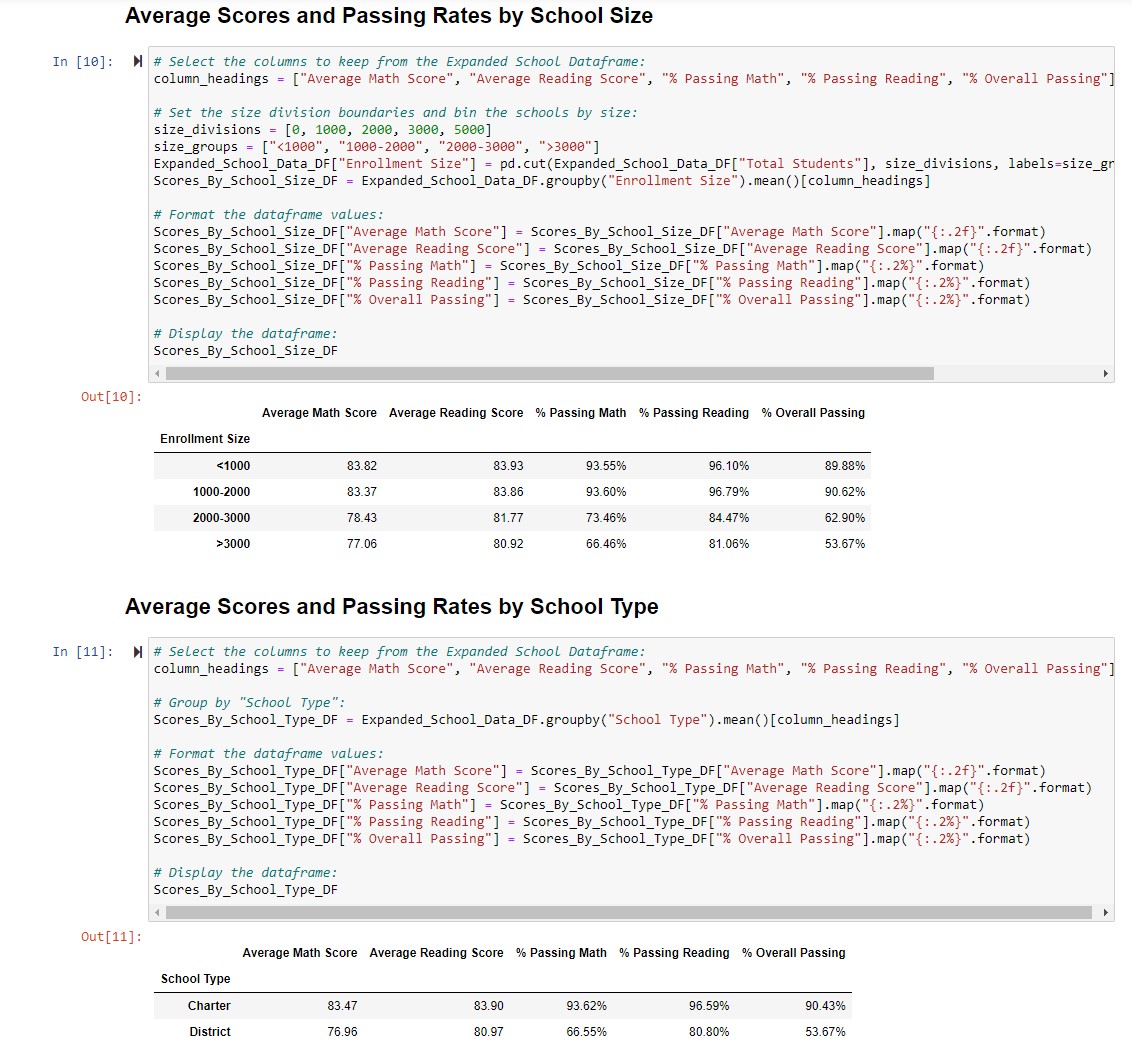 Average Scores and Passing Rates by School Size
In [10]:
# Select the columns to keep from the Expanded School Dataframe:
column_headings = ["Average Math Score", "Average Reading Score", "% Passing Math", "% Passing Reading", "% Overall Passing"]
# Set the size division boundaries and bin the schools by size:
size_divisions = [0, 1000, 2000, 3000, 5000]
size_groups = ["<1000", "1000-2000", "2000-3000", ">3000"]
Expanded_School_Data_DF["Enrollment Size"] = pd.cut(Expanded_School_Data_DF["Total Students"], size_divisions, labels=size_gr
Scores_By_School_Size_DF = Expanded_School_Data_DF.groupby("Enrollment Size").mean()[column_headings]
# Format the dataframe values:
Scores_By_School_Size_DF["Average Math Score"] = Scores_By_School_Size_DF["Average Math Score"].map("{:.2f}".format)
Scores_By_School_Size_DF["Average Reading Score"] = Scores_By_School_Size_DF["Average Reading Score"].map("{:.2f}".format)
Scores_By_School_Size_DF["% Passing Math"] = Scores_By_School_Size_DF["% Passing Math"].map("{:.2%}".format)
Scores_By_School_Size_DF["% Passing Reading"] = Scores_By_School_Size_DF["% Passing Reading"].map("{:.2%}".format)
Scores_By_School_Size_DF["% Overall Passing"] = Scores_By_School_Size_DF["% Overall Passing"].map("{:.2%}".format)
# Display the dataframe:
Scores_By_School_Size_DF
Out[10]:
Average Math Score Average Reading Score % Passing Math % Passing Reading % Overall Passing
Enrollment Size
<1000 83.82 83.93 93.55% 96.10% 89.88%
1000-2000 83.37 83.86 93.60% 96.79% 90.62%
2000-3000 78.43 81.77 73.46% 84.47% 62.90%
>3000 77.06 80.92 66.46% 81.06% 53.67%
Average Scores and Passing Rates by School Type
In [11]:
# Select the columns to keep from the Expanded School Dataframe:
column_headings = ["Average Math Score", "Average Reading Score", "% Passing Math", "% Passing Reading", "% Overall Passing"]
# Group by "School Type":
Scores_By_School_Type_DF = Expanded_School_Data_DF.groupby("School Type").mean()[column_headings]
# Format the dataframe values:
Scores_By_School_Type_DF["Average Math Score"] = Scores_By_School_Type_DF["Average Math Score"].map("{:.2f}".format)
Scores_By_School_Type_DF["Average Reading Score"] = Scores_By_School_Type_DF["Average Reading Score"].map("{:.2f}".format)
Scores_By_School_Type_DF["% Passing Math"] = Scores_By_School_Type_DF["% Passing Math"].map("{:.2%}".format)
Scores_By_School_Type_DF["% Passing Reading"] = Scores_By_School_Type_DF["% Passing Reading"].map("{:.2%}".format)
Scores_By_School_Type_DF["% Overall Passing"] = Scores_By_School_Type_DF["% Overall Passing"].map("{:.2%}".format)
# Display the dataframe:
Scores_By_School_Type_DF
Out[11]:
Average Math Score Average Reading Score % Passing Math % Passing Reading % Overall Passing
School Type
Charter 83.47 83.90 93.62% 96.59% 90.43%
District 76.96 80.97 66.55% 80.80% 53.67%